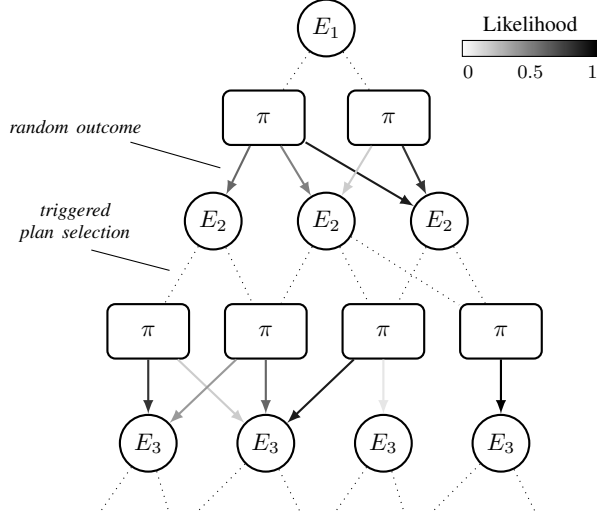 E1
Likelihood
0 0.5 1
π π
random outcome
triggered
plan selection
E2 E2 E2
π π π π
E3 E3 E3 E3